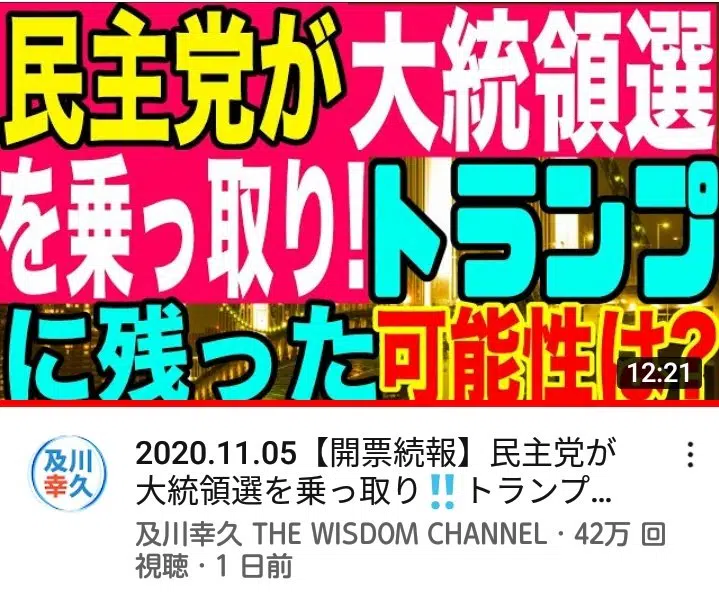 民主党が大統領選
を乗っ取り!トランプ
に残った可能性は?
12:21
及川
幸久
2020.11.05【開票続報】民主党が
大統領選を乗っ取り‼️トランプ...
及川幸久 THE WISDOM CHANNEL・42万 回
視聴・1 日前